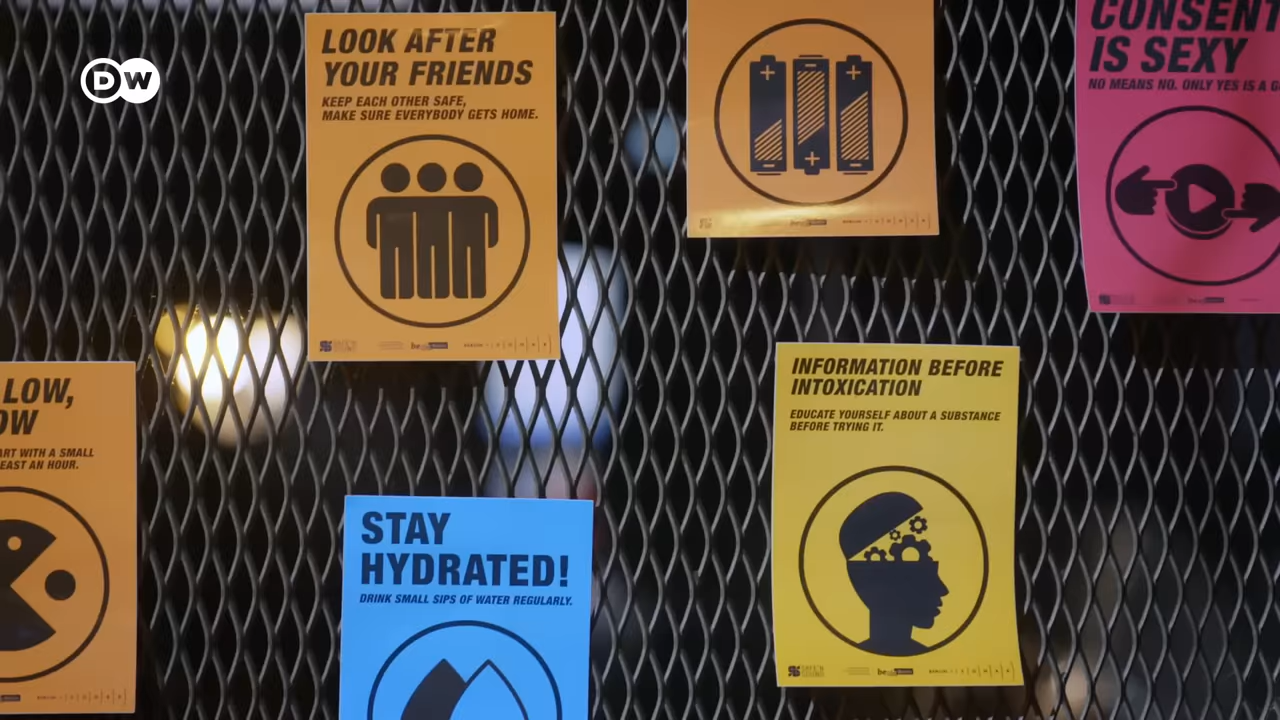 DW
LOOK AFTER
YOUR FRIENDS
KEEP EACH OTHER SAFE,
MAKE SURE EVERYBODY GETS HOME.
CONSENT
IS SEXY
NO MEANS NO. ONLY YES IS A
LOW,
OW
ART WITH A SMALL
EAST AN HOUR.
STAY
HYDRATED!
DRINK SMALL SIPS OF WATER REGULARLY.
INFORMATION BEFORE
INTOXICATION
EDUCATE YOURSELF ABOUT A SUBSTANCE
BEFORE TRYING IT.